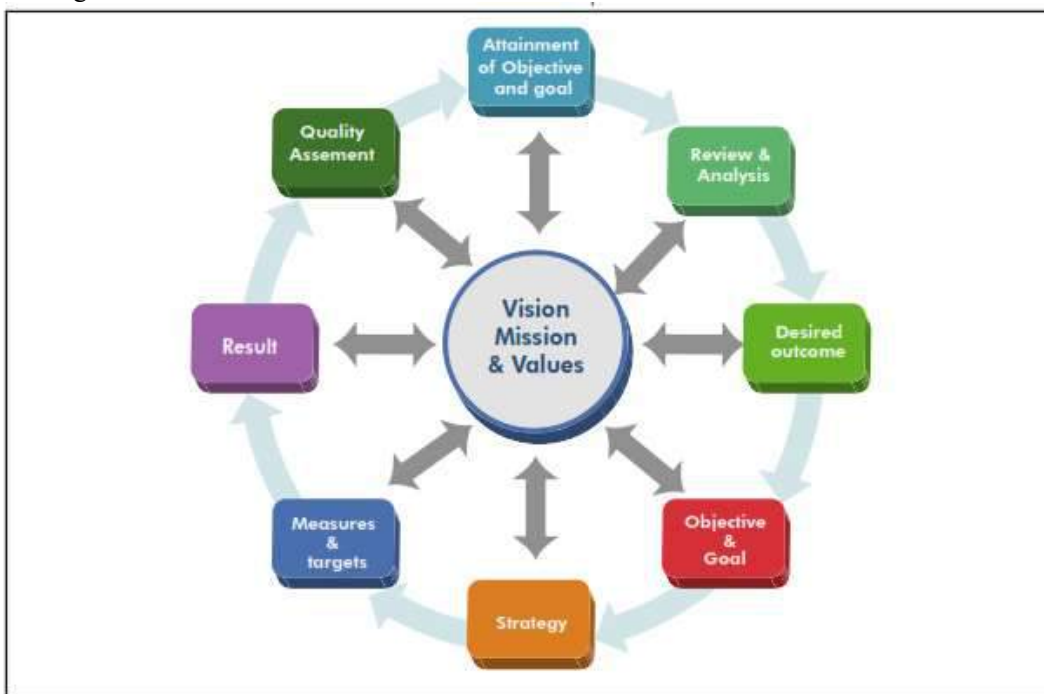 Attainment
of Objective
and goal
Quality
Assement
Review &
Analysis
Vision
Mission
& Values
Result
Desired
outcome
Measures
&
targets
Objective
&
Goal
Strategy